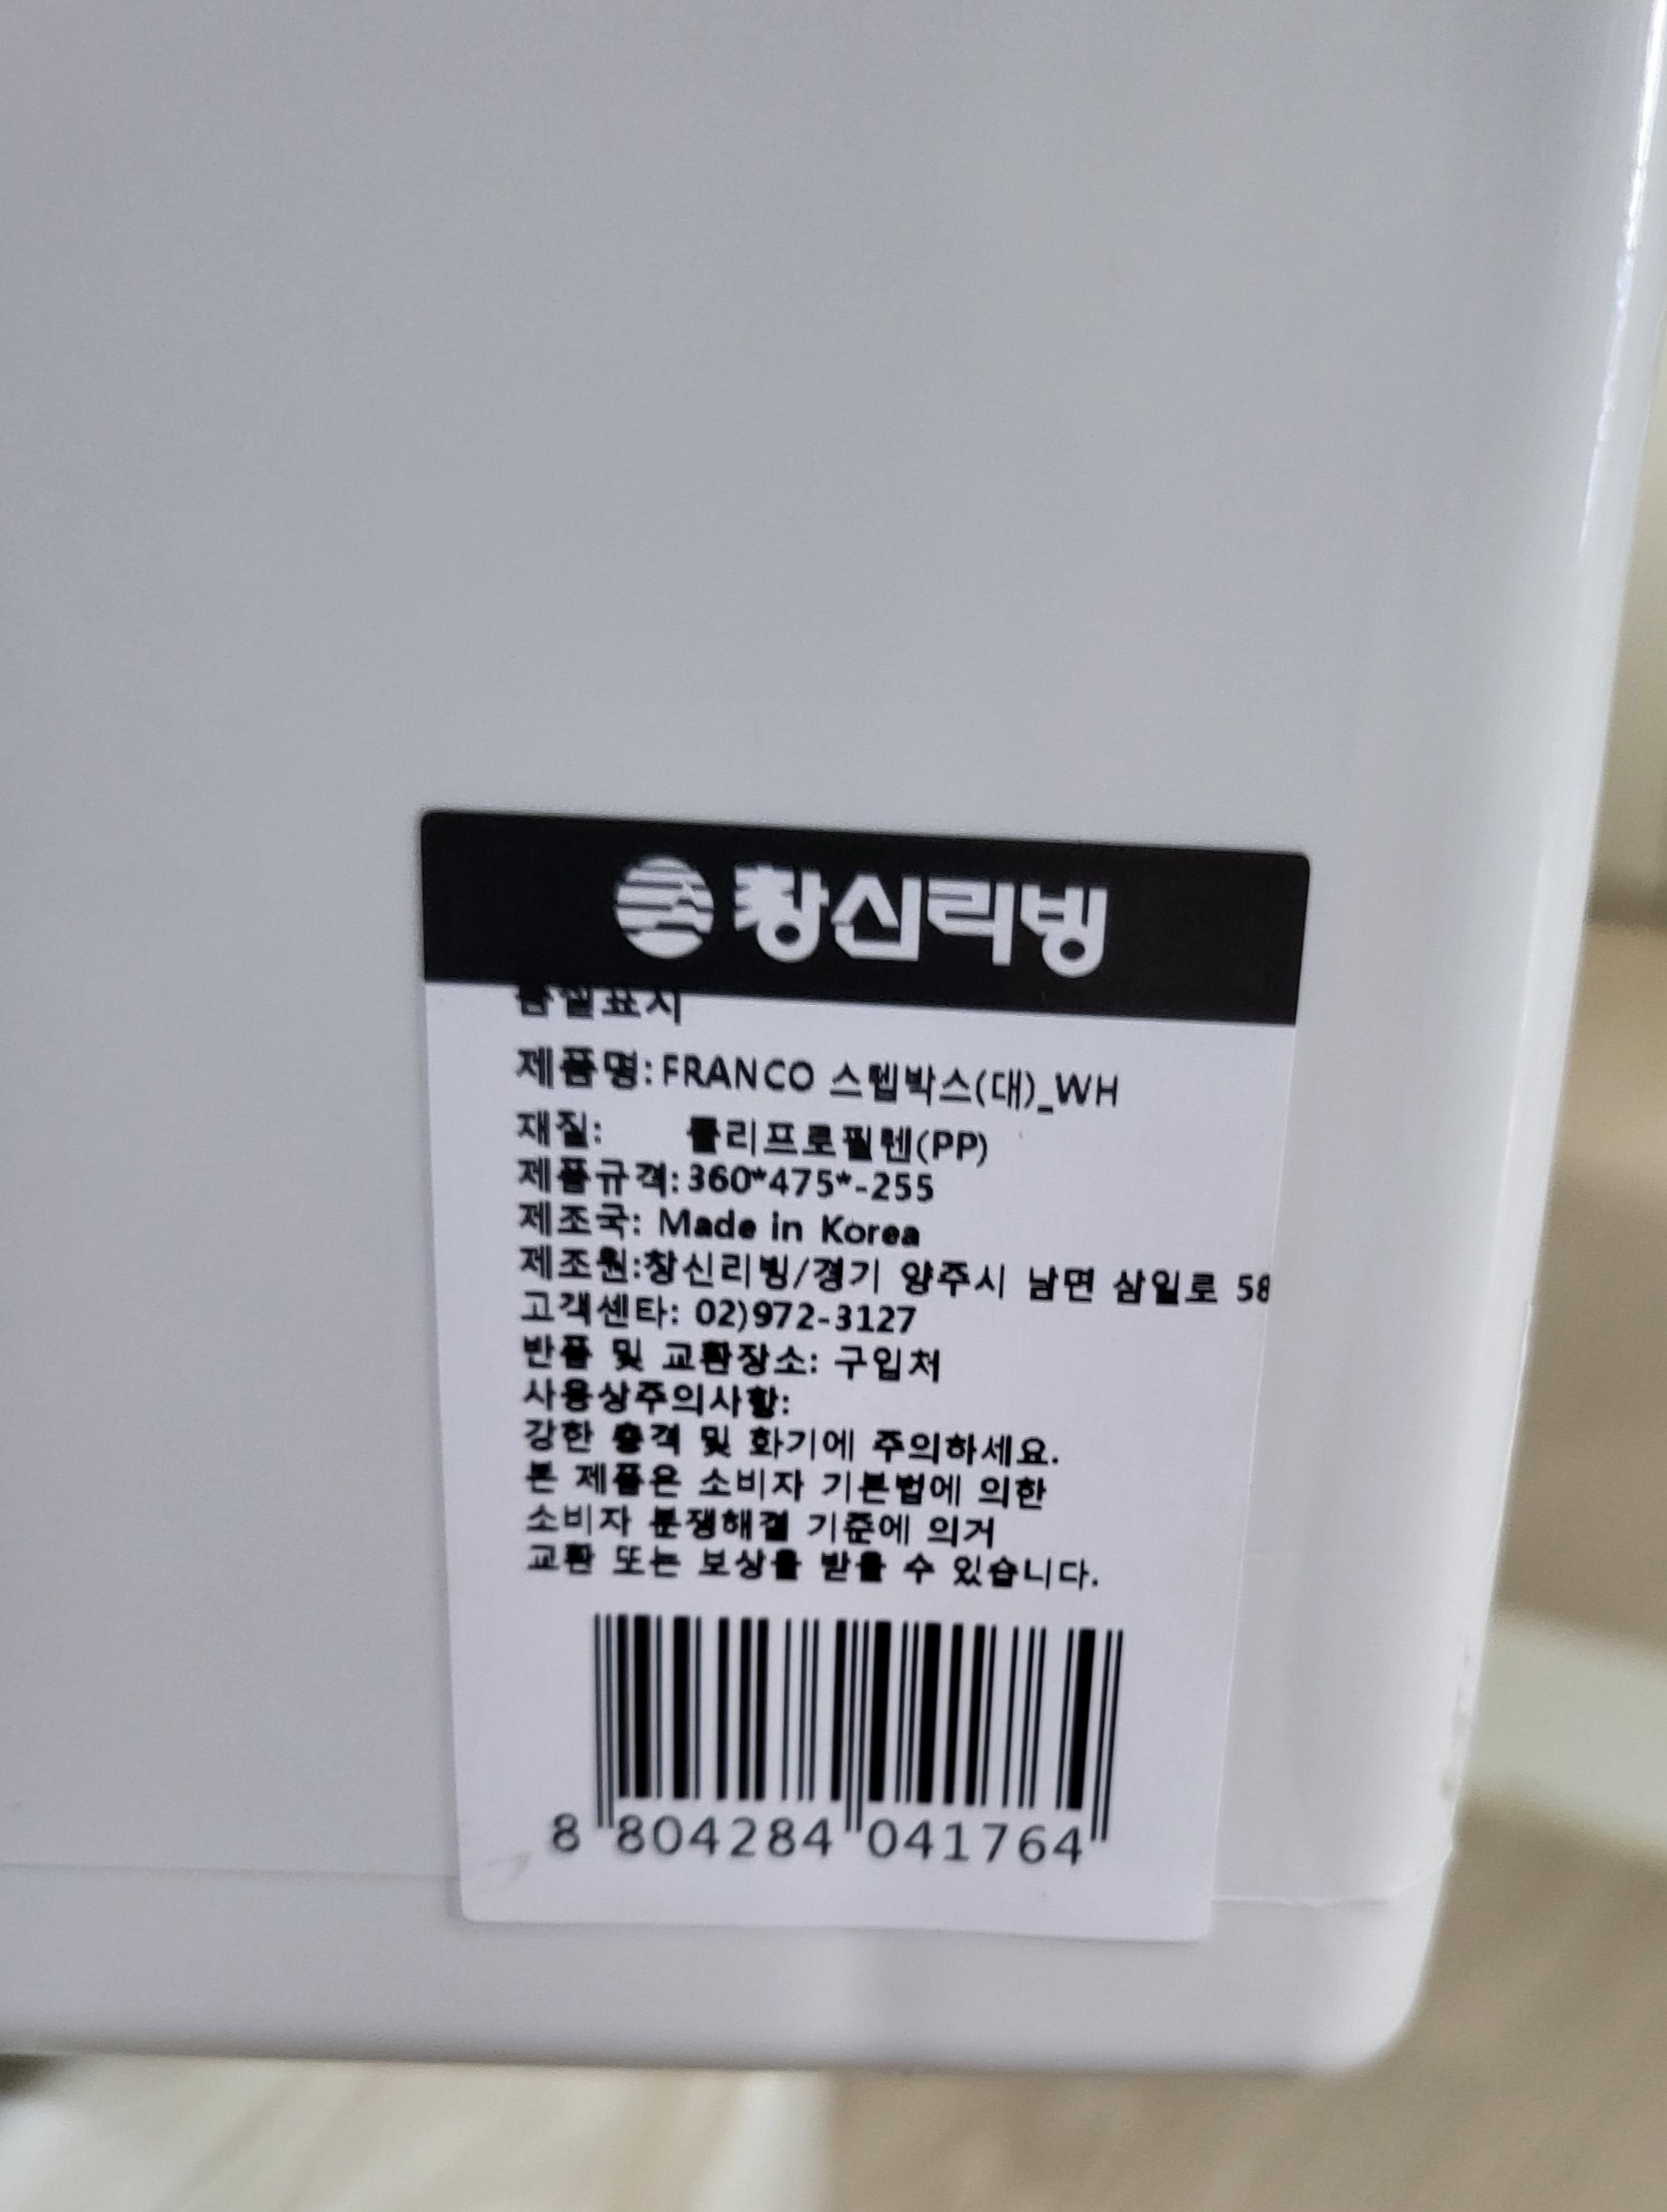 창신리빙
품질표시
제품명:FRANCO 스텝박스(대)_WH
재질: 폴리프로필렌(PP)
제품규격:360*475*-255
제조국: Made in Korea
제조원:창신리빙/경기 양주시 남면 삼일로 58
고객센타: 02)972-3127
반품 및 교환장소: 구입처
사용상주의사항:
강한 충격 및 화기에 주의하세요.
본 제품은 소비자 기본법에 의한
소비자 분쟁해결 기준에 의거
교환 또는 보상을 받을 수 있습니다.
8 804284 041764